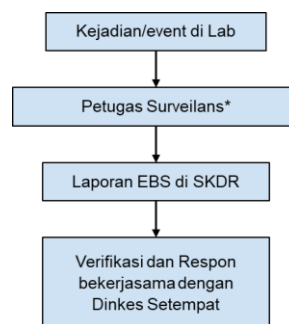 Kejadian/event di Lab
Petugas Surveilans*
Laporan EBS di SKDR
Verifikasi dan Respon
bekerjasama dengan
Dinkes Setempat